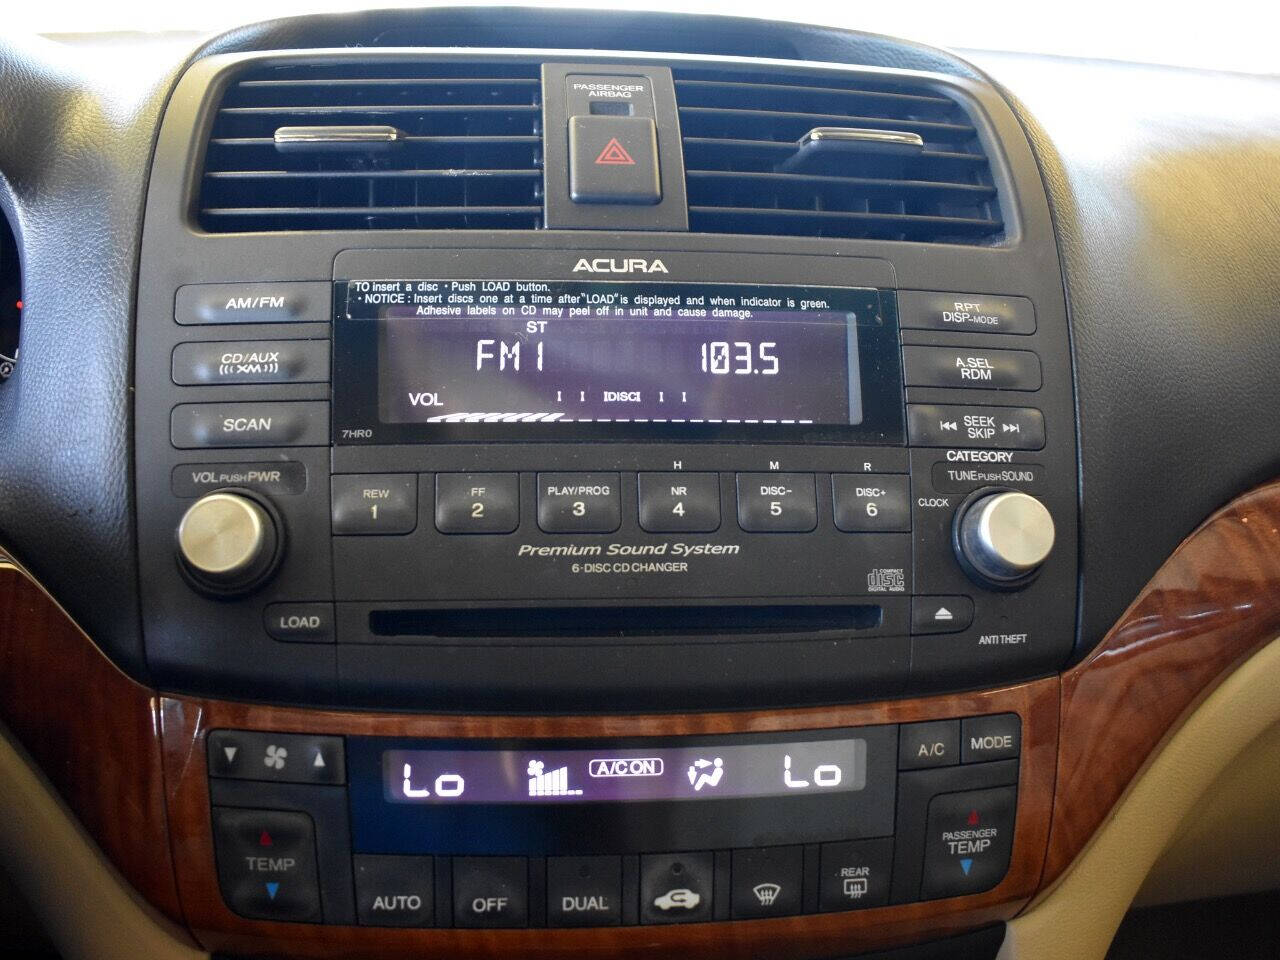 PASSENGER
AIRBAG
ACURA
TO insert a disc • Push LOAD button.
• NOTICE : Insert discs one at a time after "LOAD" is displayed and when indicator is green.
Adhesive labels on CD may peel off in unit and cause damage.
AM/FM
CD/AUX
(((XM)))
SCAN
VOL PUSH PWR
ST
FM1 103.5
VOL
DISC
7HR0
RPT
DISP-MODE
A.SEL
RDM
SEEK
SKIP
CATEGORY
TUNE PUSH SOUND
CLOCK
H M R
REW
1
FF
2
PLAY/PROG
3
NR
4
DISC-
5
DISC+
6
Premium Sound System
6-DISC CD CHANGER
COMPACT
disc
DIGITAL AUDIO
LOAD
ANTI THEFT
Lo A/C ON Lo
A/C
MODE
TEMP
PASSENGER
TEMP
AUTO
OFF
DUAL
REAR